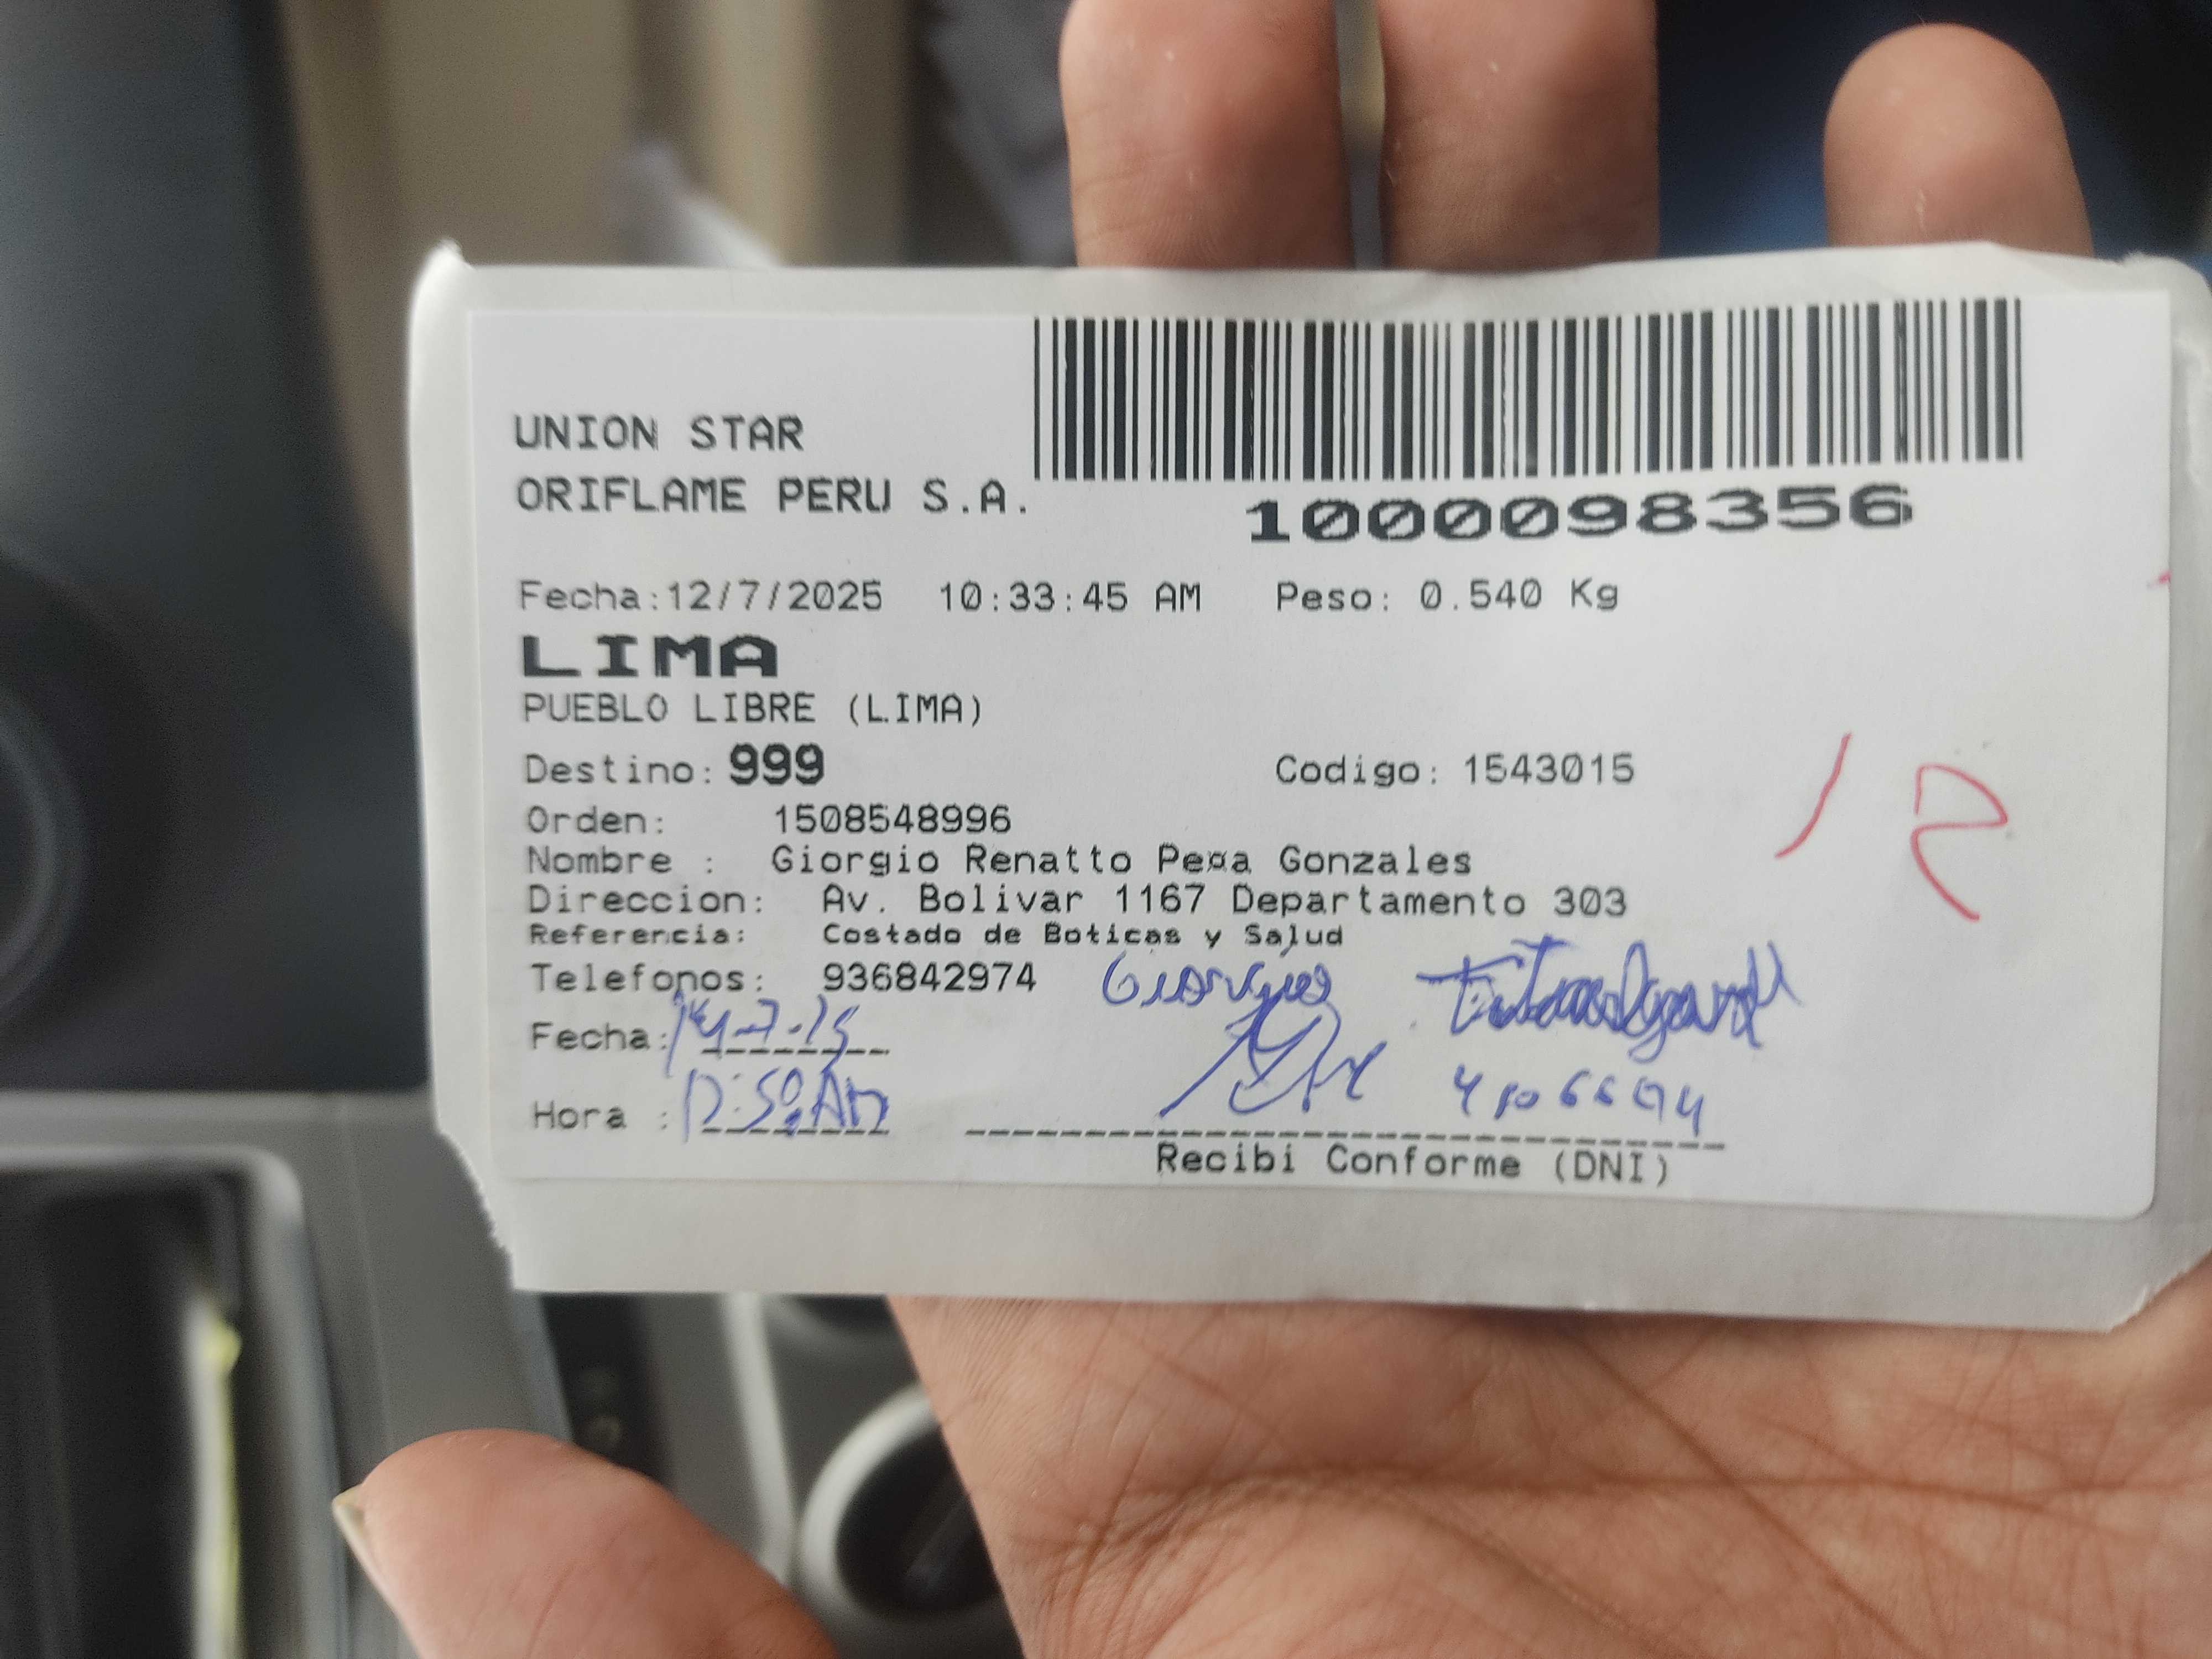 UNION STAR
ORIFLAME PERU S.A.
1000098356
Fecha:12/7/2025 10:33:45 AM Peso: 0.540 Kg
LIMA
PUEBLO LIBRE (LIMA)
Destino: 999 Codigo: 1543015
Orden: 1508548996
Nombre : Giorgio Renatto Pe¤a Gonzales
Direccion: Av. Bolivar 1167 Departamento 303
Referencia: Costado de Boticas y Salud
Telefonos: 936842974 Giorgio
Fecha:
Hora :
Recibi Conforme (DNI)